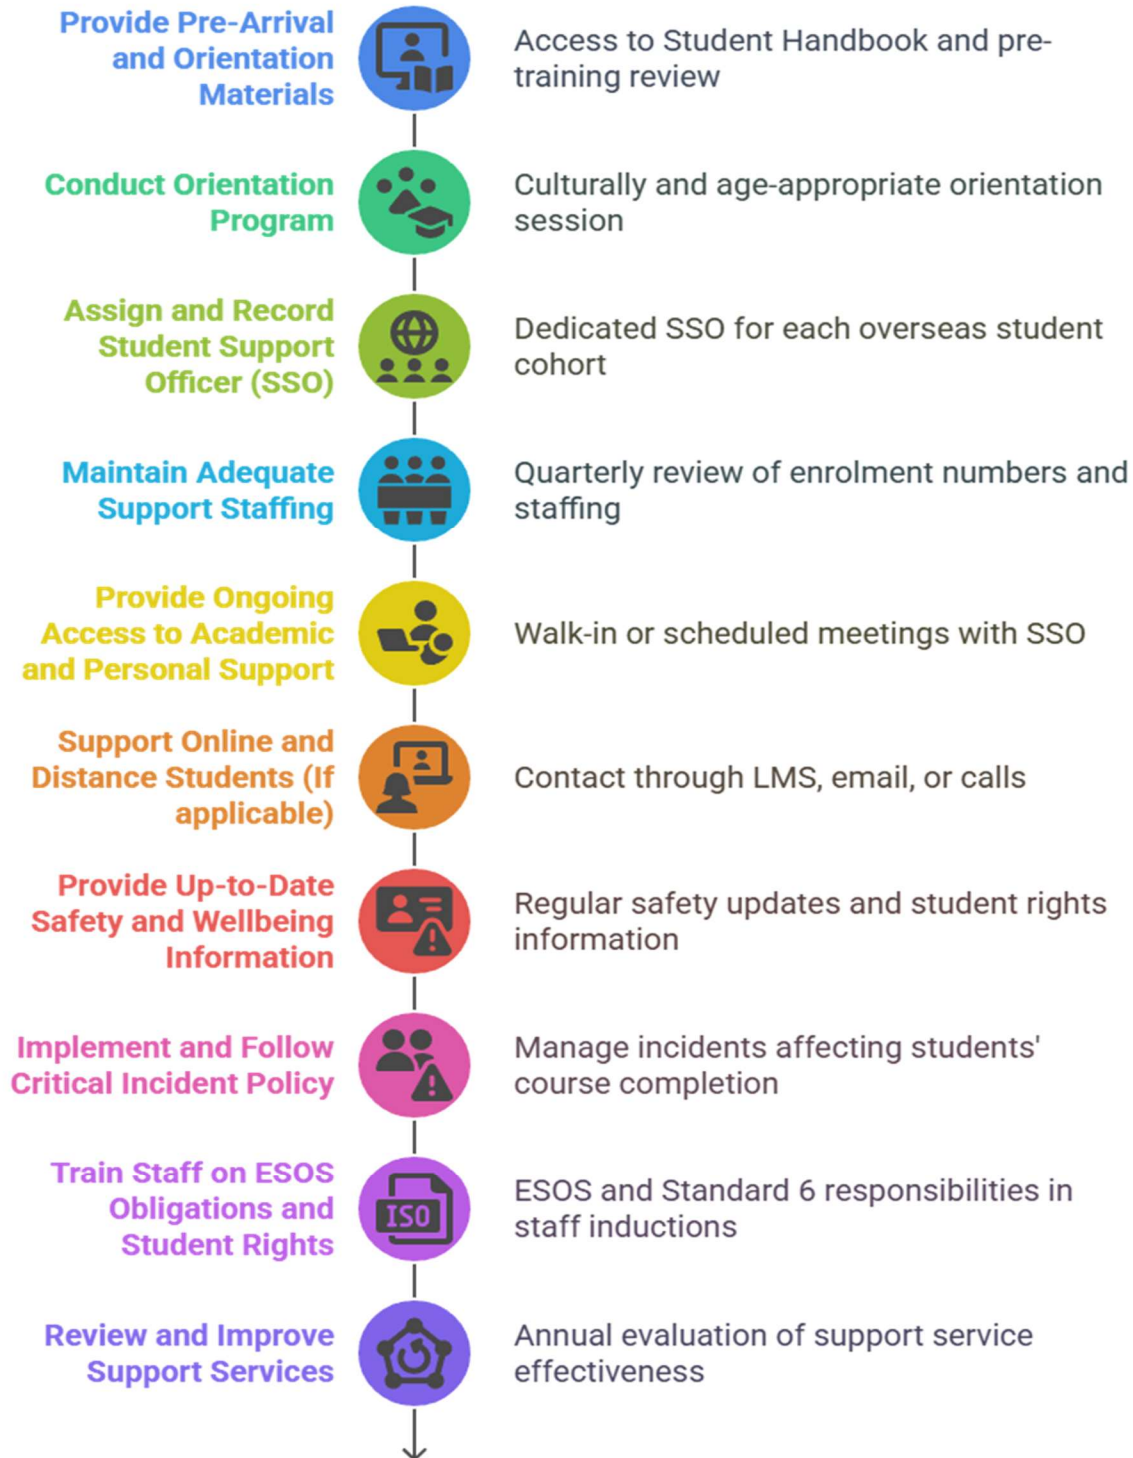 Provide Pre-Arrival
and Orientation
Materials
Access to Student Handbook and pre-
training review
Conduct Orientation
Program
Culturally and age-appropriate orientation
session
Assign and Record
Student Support
Officer (SSO)
Dedicated SSO for each overseas student
cohort
Maintain Adequate
Support Staffing
Quarterly review of enrolment numbers and
staffing
Provide Ongoing
Access to Academic
and Personal Support
Walk-in or scheduled meetings with SSO
Support Online and
Distance Students (If
applicable)
Contact through LMS, email, or calls
Provide Up-to-Date
Safety and Wellbeing
Information
Regular safety updates and student rights
information
Implement and Follow
Critical Incident Policy
Manage incidents affecting students'
course completion
Train Staff on ESOS
Obligations and
Student Rights
ISO
ESOS and Standard 6 responsibilities in
staff inductions
Review and Improve
Support Services
Annual evaluation of support service
effectiveness